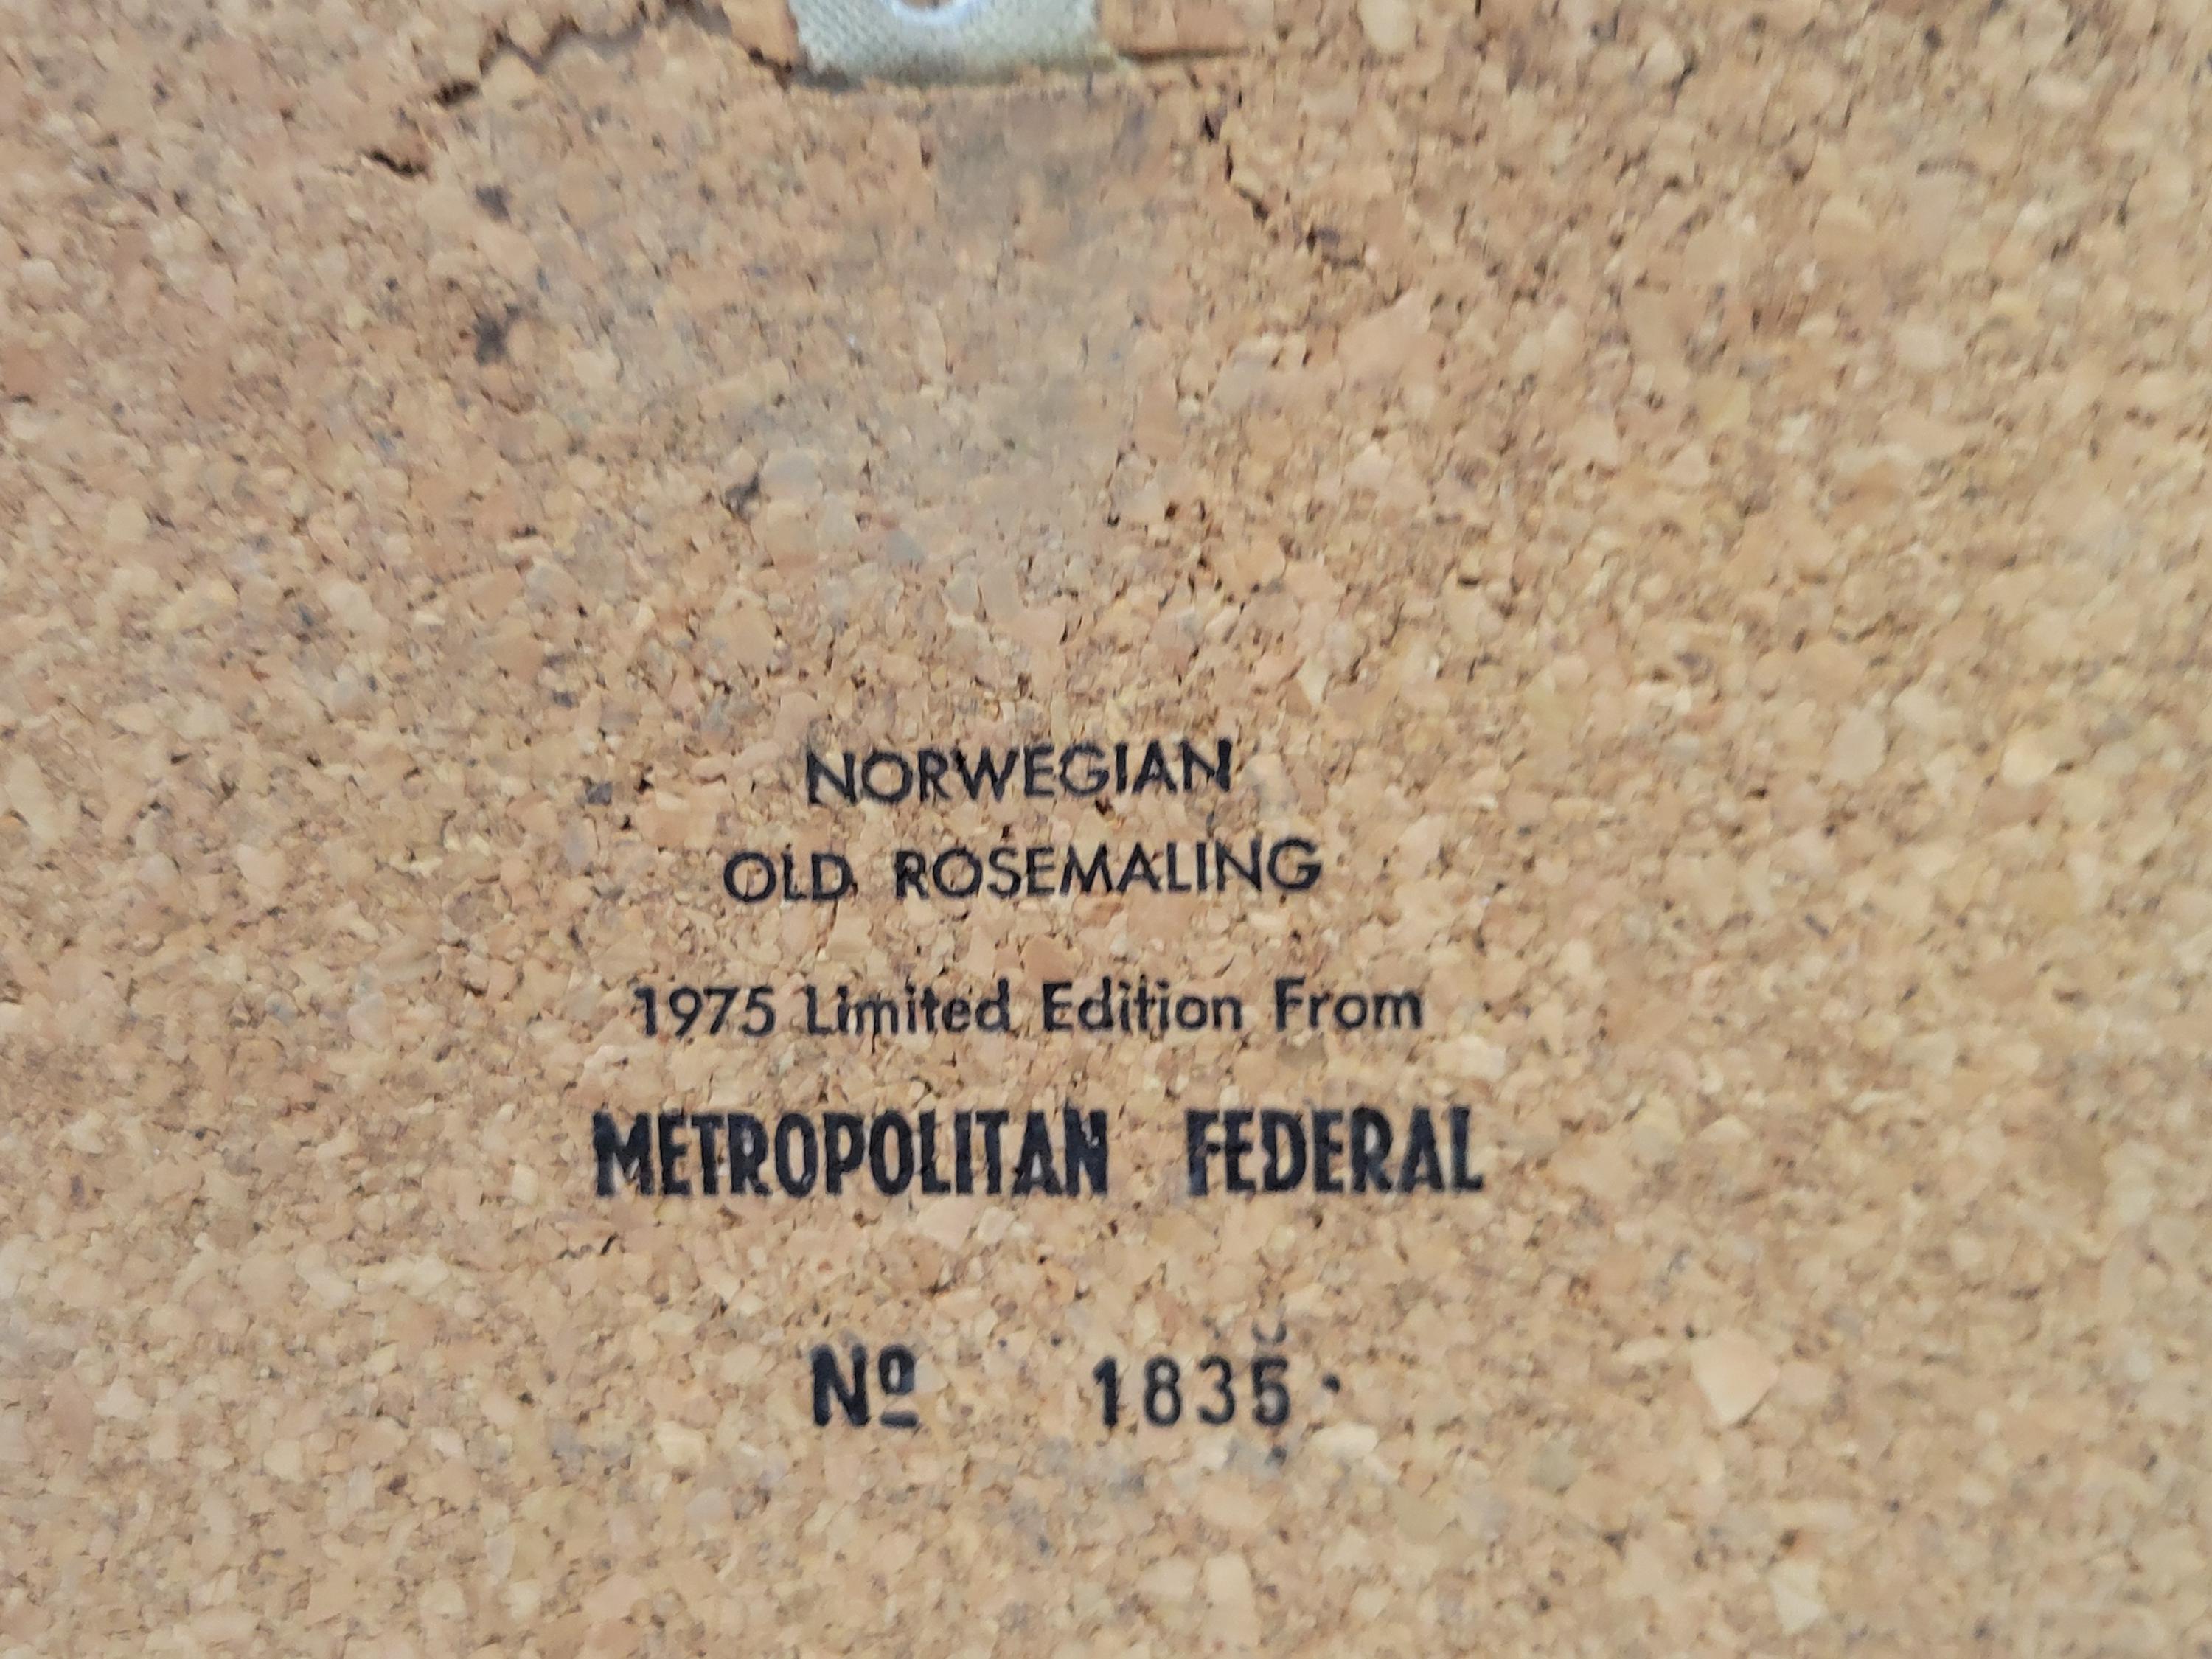 NORWEGIAN
OLD ROSEMALING
1975 Limited Edition From
METROPOLITAN FEDERAL
Nº 1835